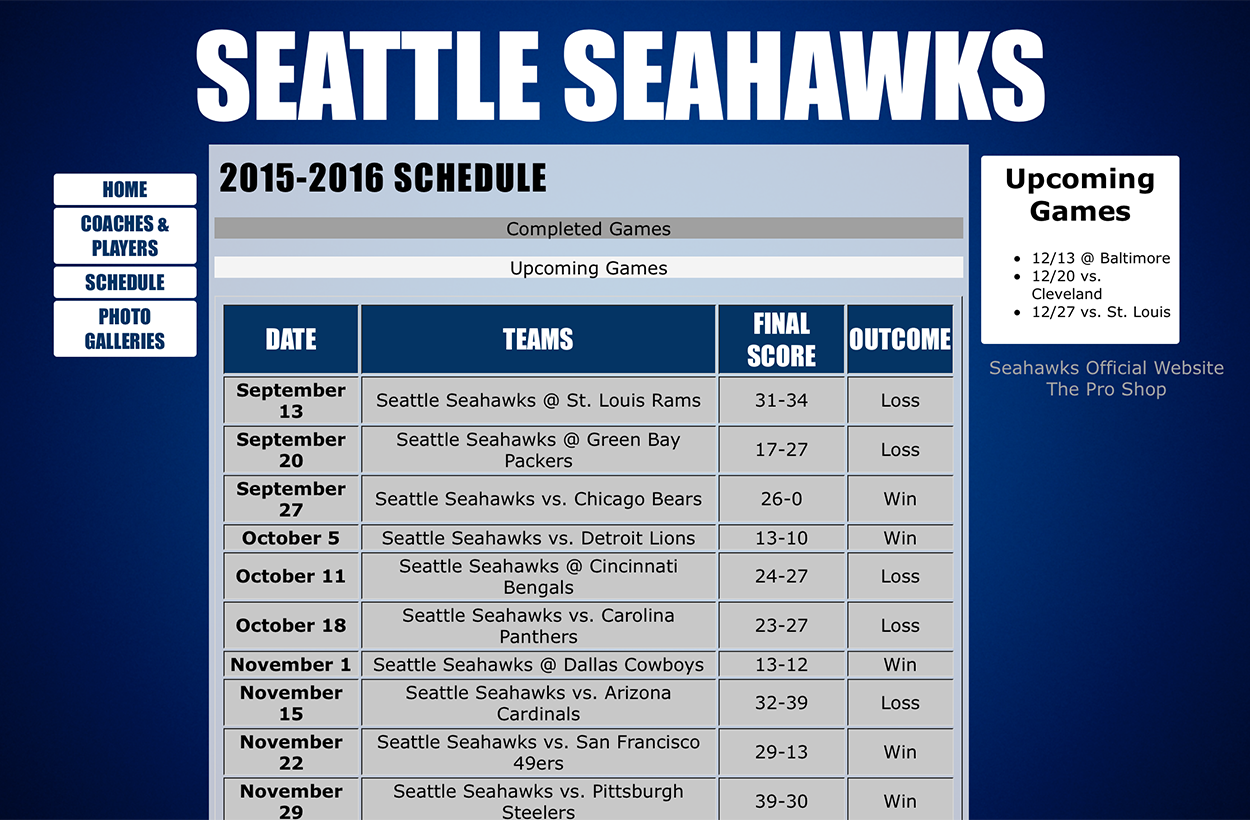 SEATTLE SEAHAWKS
HOME
COACHES &
PLAYERS
SCHEDULE
PHOTO
GALLERIES
2015-2016 SCHEDULE
Completed Games
Upcoming Games
DATE TEAMS FINAL SCORE OUTCOME
September 13 Seattle Seahawks @ St. Louis Rams 31-34 Loss
September 20 Seattle Seahawks @ Green Bay Packers 17-27 Loss
September 27 Seattle Seahawks vs. Chicago Bears 26-0 Win
October 5 Seattle Seahawks vs. Detroit Lions 13-10 Win
October 11 Seattle Seahawks @ Cincinnati Bengals 24-27 Loss
October 18 Seattle Seahawks vs. Carolina Panthers 23-27 Loss
November 1 Seattle Seahawks @ Dallas Cowboys 13-12 Win
November 15 Seattle Seahawks vs. Arizona Cardinals 32-39 Loss
November 22 Seattle Seahawks vs. San Francisco 49ers 29-13 Win
November 29 Seattle Seahawks vs. Pittsburgh Steelers 39-30 Win
Upcoming
Games
• 12/13 @ Baltimore
• 12/20 vs.
Cleveland
• 12/27 vs. St. Louis
Seahawks Official Website
The Pro Shop